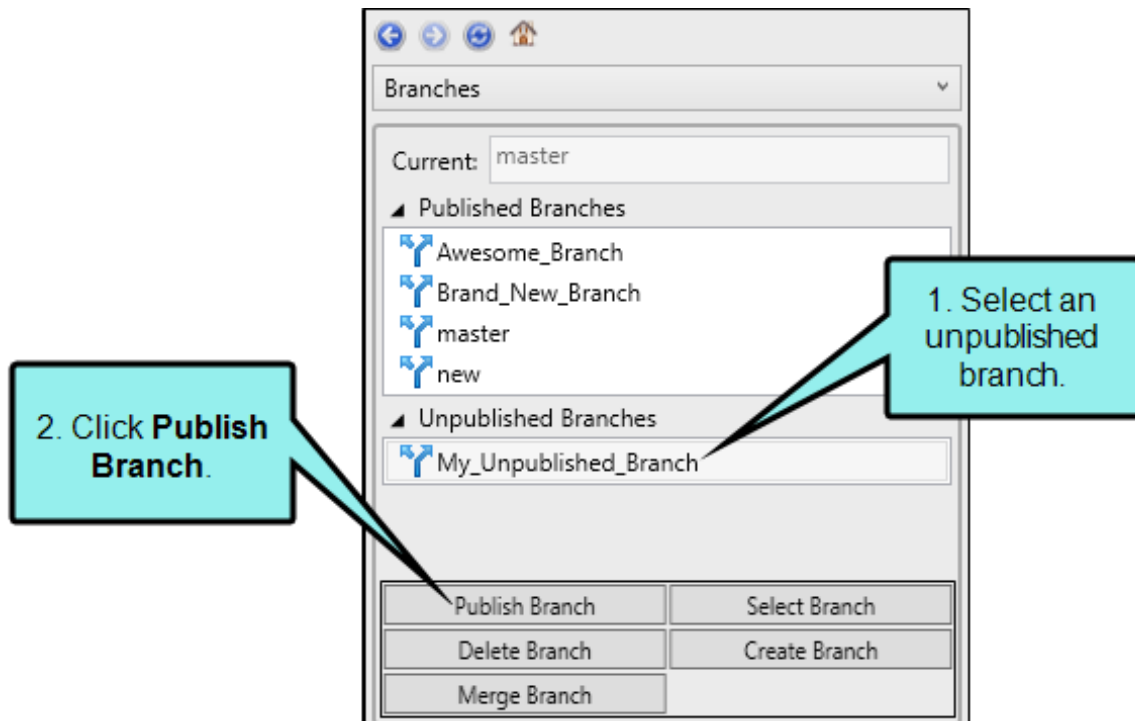 Branches
Current: master
Published Branches
Awesome_Branch
Brand_New_Branch
master
new
1. Select an
unpublished
branch.
Unpublished Branches
My_Unpublished_Branch
2. Click Publish
Branch.
Publish Branch
Select Branch
Delete Branch
Create Branch
Merge Branch